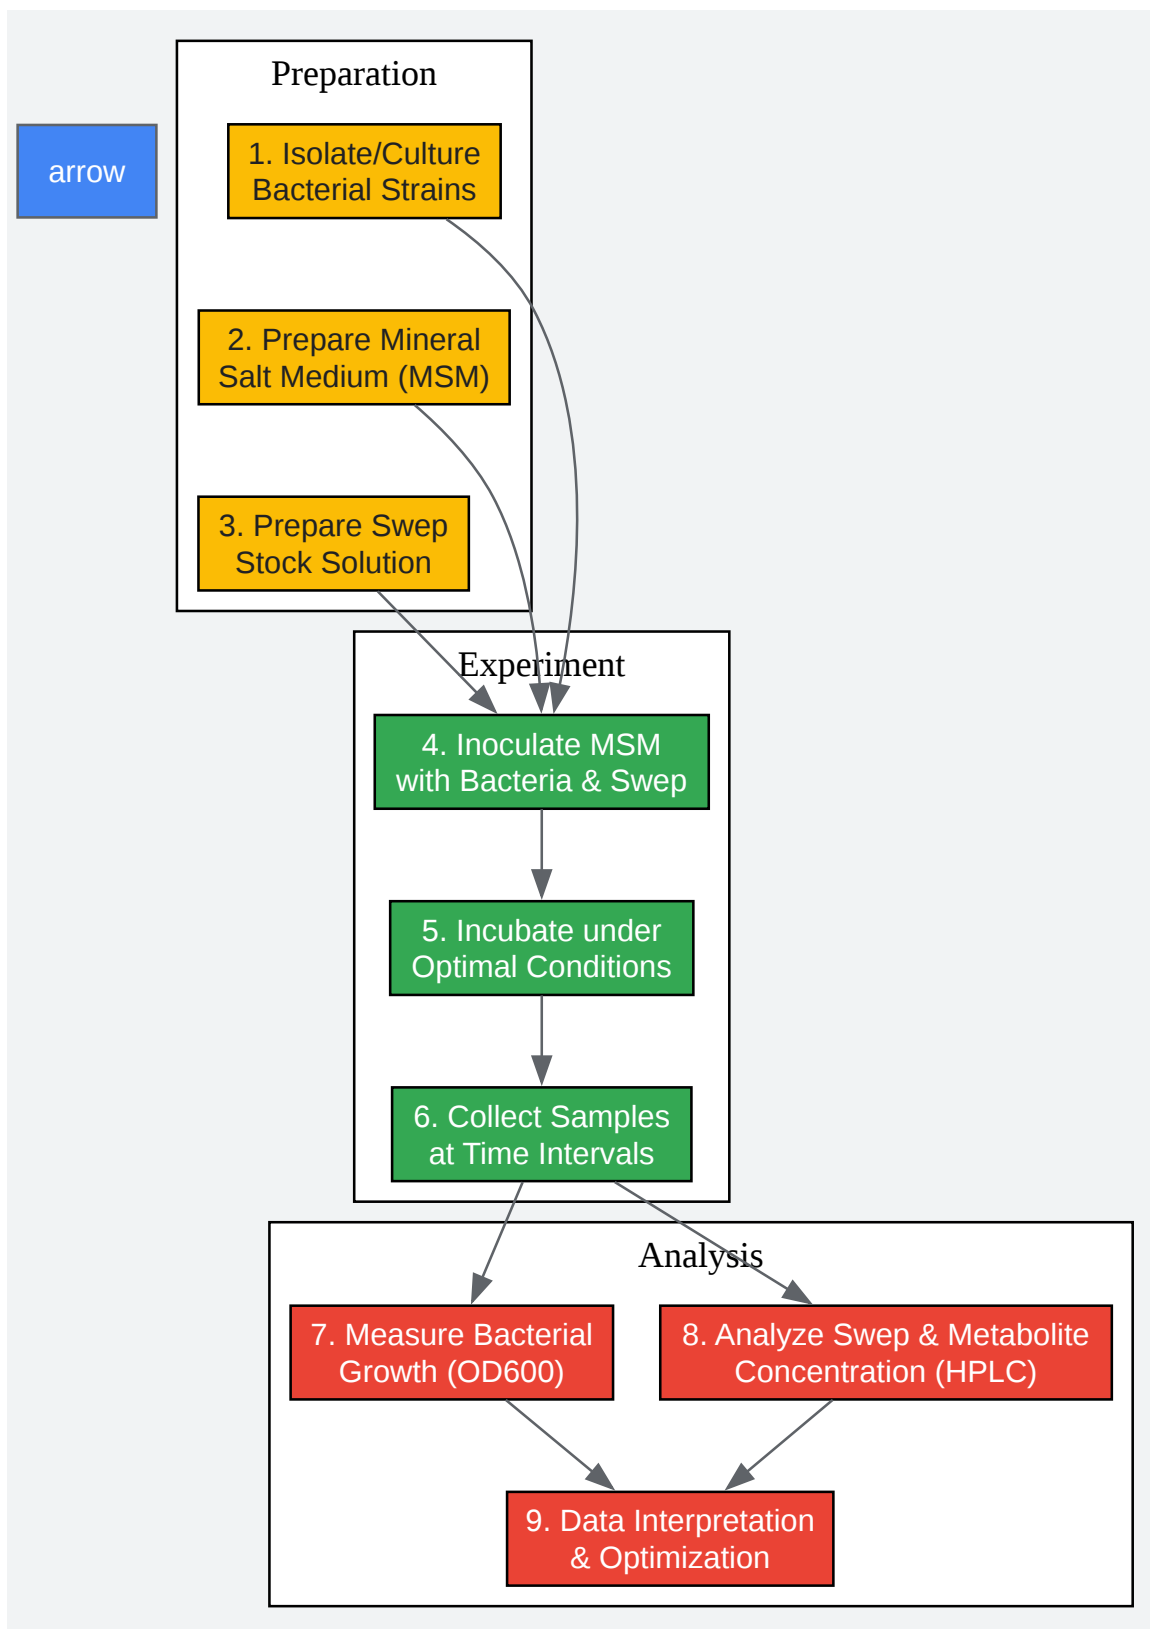 Preparation
arrow
1. Isolate/Culture
Bacterial Strains
2. Prepare Mineral
Salt Medium (MSM)
3. Prepare Swep
Stock Solution
Experiment
4. Inoculate MSM
with Bacteria & Swep
5. Incubate under
Optimal Conditions
6. Collect Samples
at Time Intervals
Analysis
7. Measure Bacterial
Growth (OD600)
8. Analyze Swep & Metabolite
Concentration (HPLC)
9. Data Interpretation
& Optimization